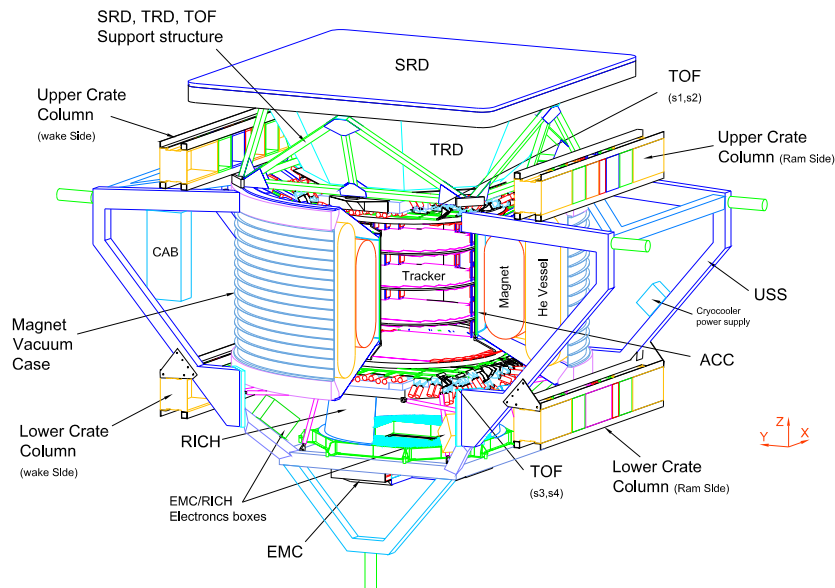 SRD, TRD, TOF
Support structure
SRD
TOF
(s1,s2)
Upper Crate
Column
(wake Side)
TRD
Upper Crate
Column (Ram Side)
CAB
Tracker
Magnet
He Vessel
USS
Cryocooler
power supply
Magnet
Vacuum
Case
ACC
Lower Crate
Column
(wake SIde)
RICH
Z
Y
X
TOF
(s3,s4)
Lower Crate
Column (Ram SIde)
EMC/RICH
Electroncs boxes
EMC